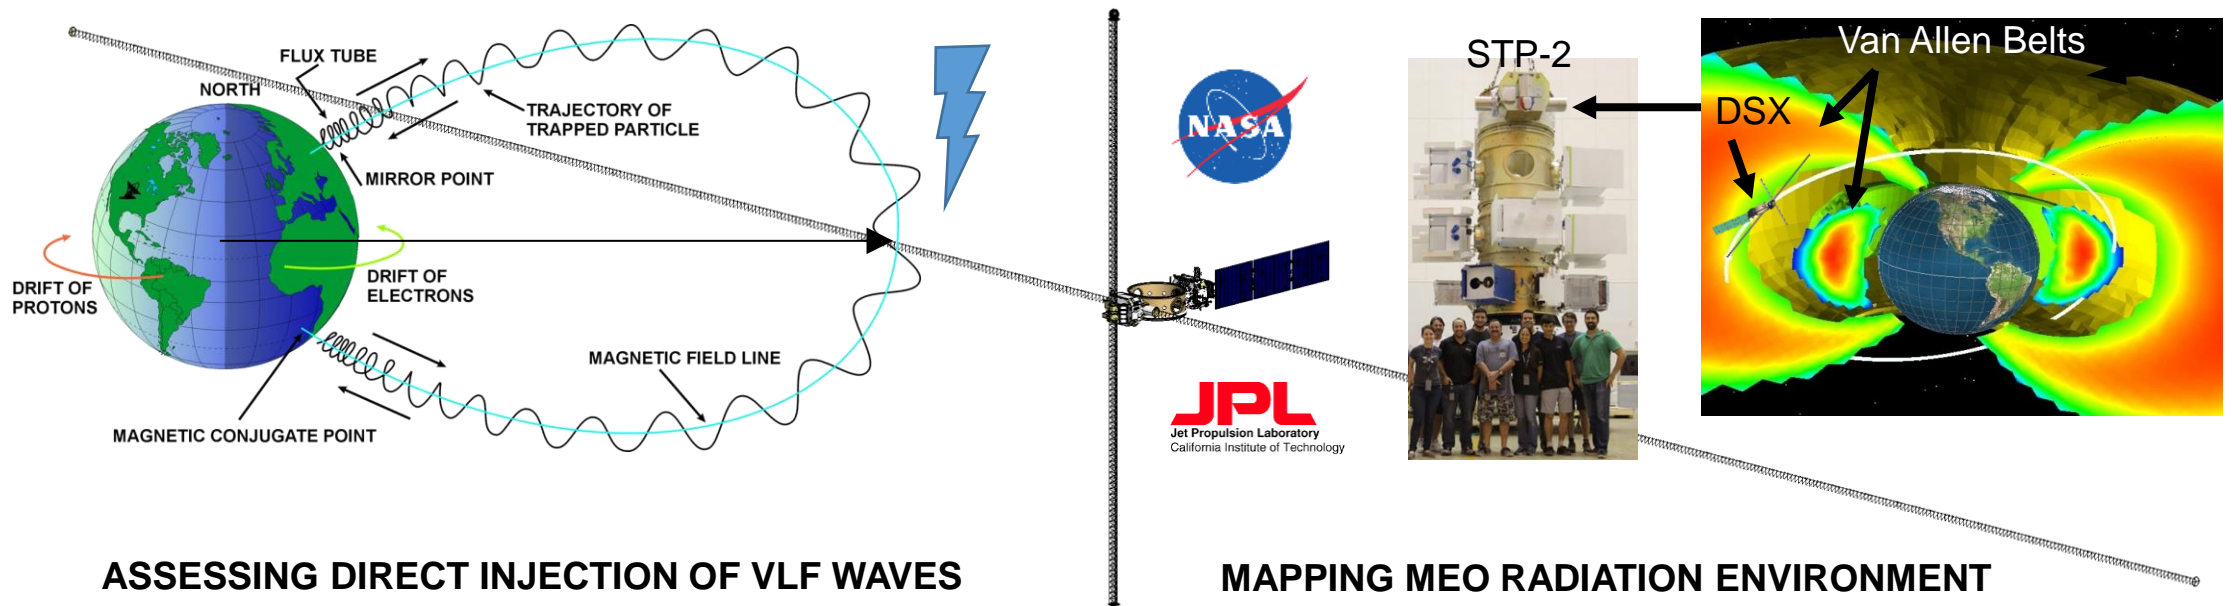 FLUX TUBE
NORTH
TRAJECTORY OF
TRAPPED PARTICLE
MIRROR POINT
DRIFT OF
PROTONS
DRIFT OF
ELECTRONS
MAGNETIC FIELD LINE
MAGNETIC CONJUGATE POINT
ASSESSING DIRECT INJECTION OF VLF WAVES
NASA
JPL
Jet Propulsion Laboratory
California Institute of Technology
STP-2
Van Allen Belts
DSX
MAPPING MEO RADIATION ENVIRONMENT